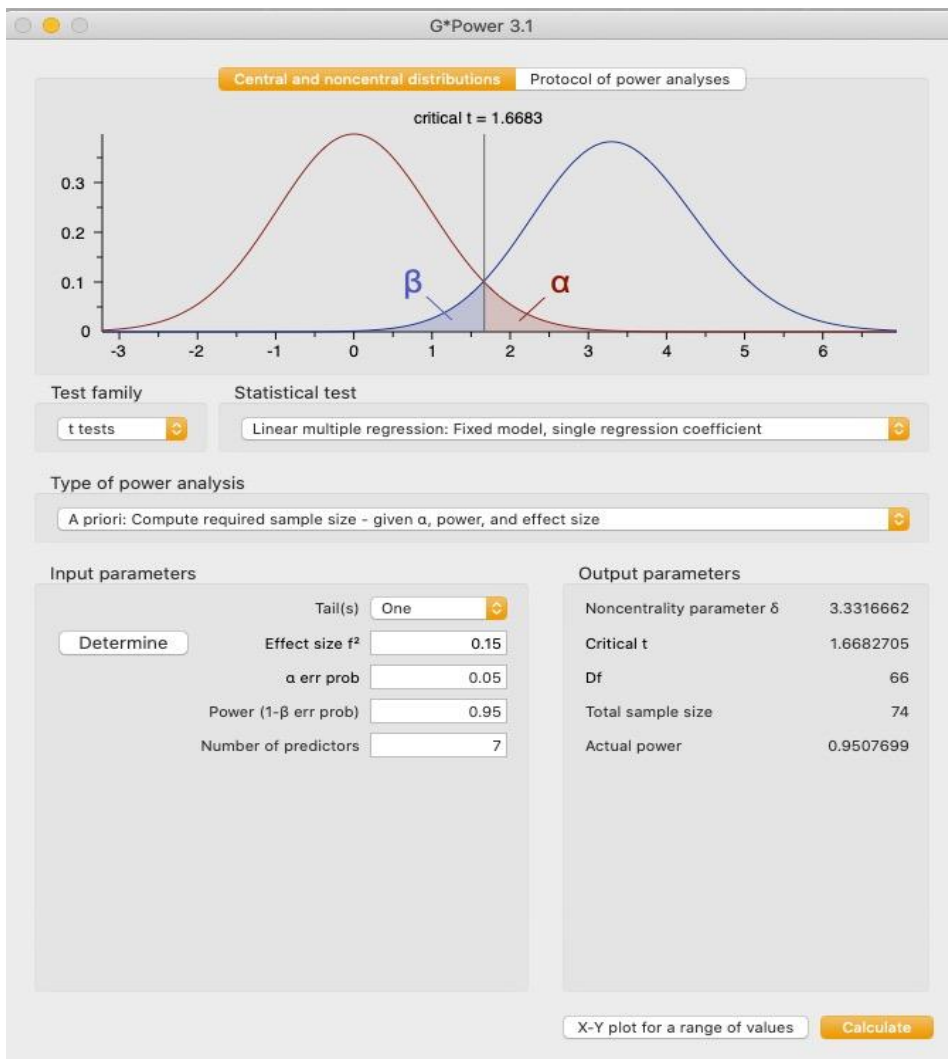 G*Power 3.1
Central and noncentral distributions Protocol of power analyses
critical t = 1.6683
0.3
0.2
0.1
0
β
α
-3 -2 -1 0 1 2 3 4 5 6
Test family Statistical test
t tests Linear multiple regression: Fixed model, single regression coefficient
Type of power analysis
A priori: Compute required sample size - given α, power, and effect size
Input parameters
Tail(s) One
Determine Effect size f² 0.15
α err prob 0.05
Power (1-β err prob) 0.95
Number of predictors 7
Output parameters
Noncentrality parameter δ 3.3316662
Critical t 1.6682705
Df 66
Total sample size 74
Actual power 0.9507699
X-Y plot for a range of values Calculate